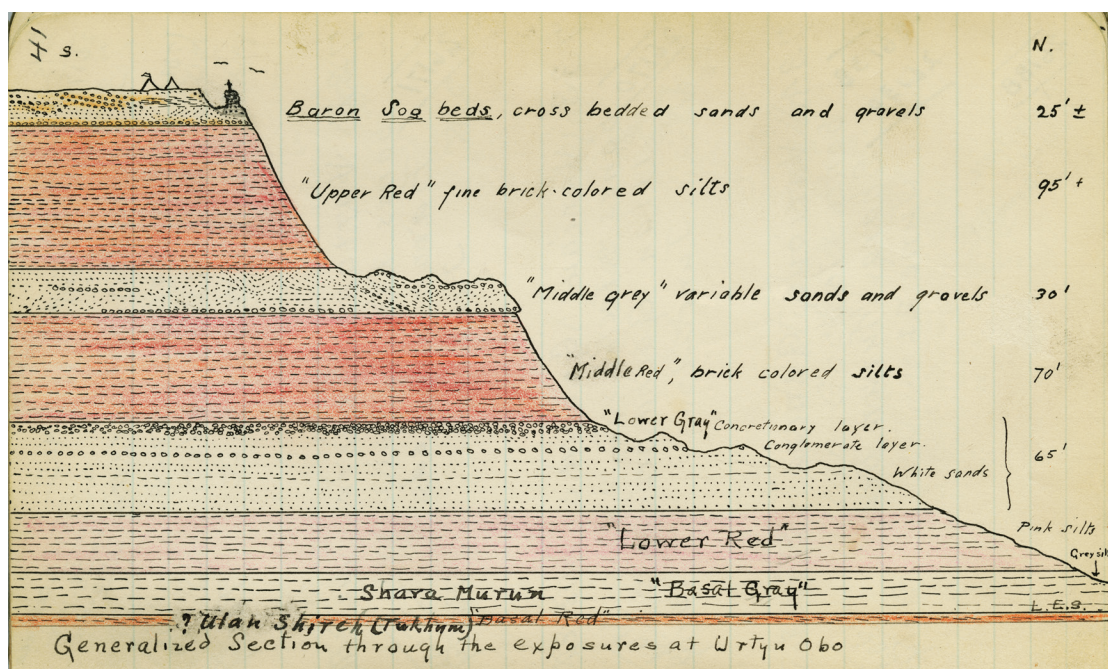 41 S. N.
Baron Sog beds, cross bedded sands and gravels 25' ±
"Upper Red" fine brick-colored silts 95' +
"Middle grey" variable sands and gravels 30'
"Middle Red", brick colored silts 70'
"Lower Gray" Concretionary layer.
Conglomerate layer. 65'
White sands
Pink silts
"Lower Red"
Grey silts
Shara Murun "Basal Gray"
L.E.S.
? Ulan Shireh (Tukhum) "Basal Red"
Generalized Section through the exposures at Urtyn Obo